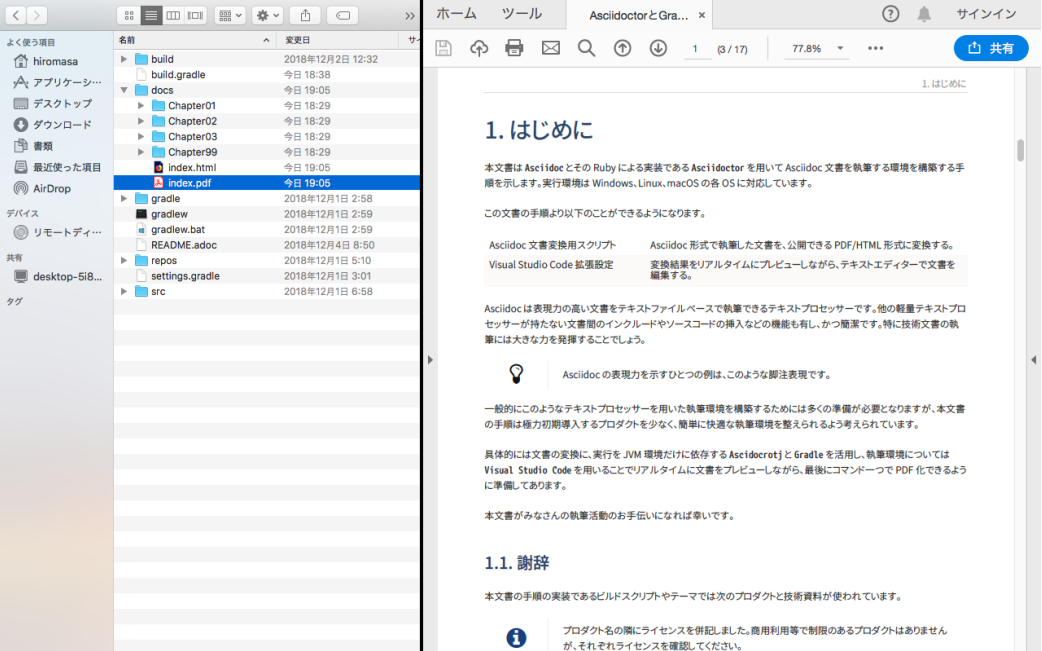 よく使う項目
hiromasa
アプリケーシ…
デスクトップ
ダウンロード
書類
最近使った項目
AirDrop
デバイス
リモートディ…
共有
desktop-5i8…
タグ
名前 変更日 サイ
build 2018年12月2日 12:32
build.gradle 今日 18:38
docs 今日 19:05
Chapter01 今日 18:29
Chapter02 今日 18:29
Chapter03 今日 18:29
Chapter99 今日 18:29
index.html 今日 19:05
index.pdf 今日 19:05
gradle 2018年12月1日 2:58
gradlew 2018年12月1日 2:59
gradlew.bat 2018年12月1日 2:59
README.adoc 2018年12月4日 8:50
repos 2018年12月1日 5:10
settings.gradle 2018年12月1日 3:01
src 2018年12月1日 6:58
ホーム ツール AsciidoctorとGra... × サインイン
1 (3 / 17) 77.8% 共有
1. はじめに
1. はじめに
本文書は Asciidoc とその Ruby による実装である Asciidoctor を用いて Asciidoc 文書を執筆する環境を構築する手
順を示します。実行環境は Windows、Linux、macOS の各 OS に対応しています。
この文書の手順より以下のことができるようになります。
Asciidoc 文書変換用スクリプト Asciidoc 形式で執筆した文書を、公開できる PDF/HTML 形式に変換する。
Visual Studio Code 拡張設定 変換結果をリアルタイムにプレビューしながら、テキストエディターで文書を
編集する。
Asciidoc は表現力の高い文書をテキストファイルベースで執筆できるテキストプロセッサーです。他の軽量テキストプロ
セッサーが持たない文書間のインクルードやソースコードの挿入などの機能も有し、かつ簡潔です。特に技術文書の執
筆には大きな力を発揮することでしょう。
Asciidoc の表現力を示すひとつの例は、このような脚注表現です。
一般的にこのようなテキストプロセッサーを用いた執筆環境を構築するためには多くの準備が必要となりますが、本文書
の手順は極力初期導入するプロダクトを少なく、簡単に快適な執筆環境を整えられるよう考えられています。
具体的には文書の変換に、実行を JVM 環境だけに依存する Ascidocrotj と Gradle を活用し、執筆環境については
Visual Studio Code を用いることでリアルタイムに文書をプレビューしながら、最後にコマンド一つで PDF 化できるよう
に準備してあります。
本文書がみなさんの執筆活動のお手伝いになれば幸いです。
1.1. 謝辞
本文書の手順の実装であるビルドスクリプトやテーマでは次のプロダクトと技術資料が使われています。
プロダクト名の隣にライセンスを併記しました。商用利用等で制限のあるプロダクトはありません
が、それぞれライセンスを確認してください。